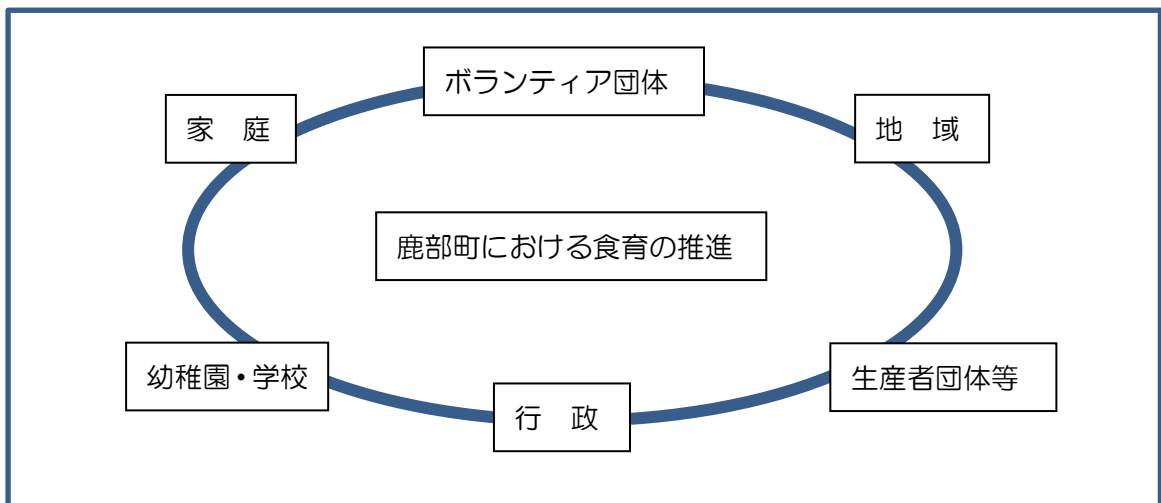 ボランティア団体
家　庭
地　域
鹿部町における食育の推進
幼稚園・学校
生産者団体等
行　政